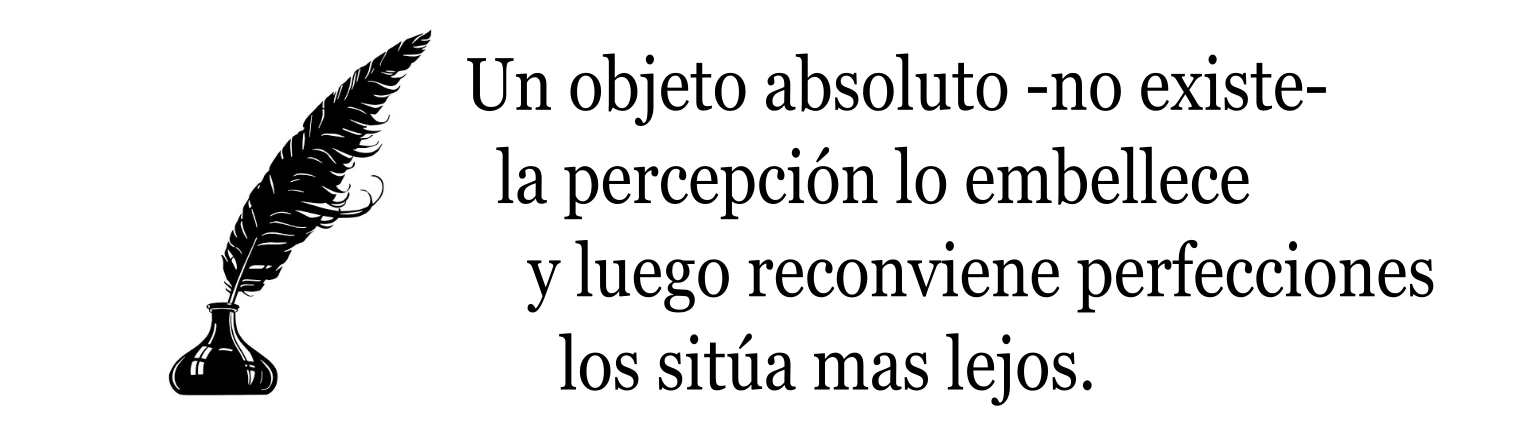 Un objeto absoluto -no existe-
la percepción lo embellece
y luego reconviene perfecciones
los sitúa mas lejos.